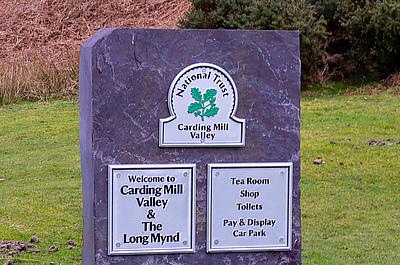 National Trust
Carding Mill
Valley
Welcome to
Carding Mill
Valley
&
The
Long Mynd
Tea Room
Shop
Toilets
Pay & Display
Car Park